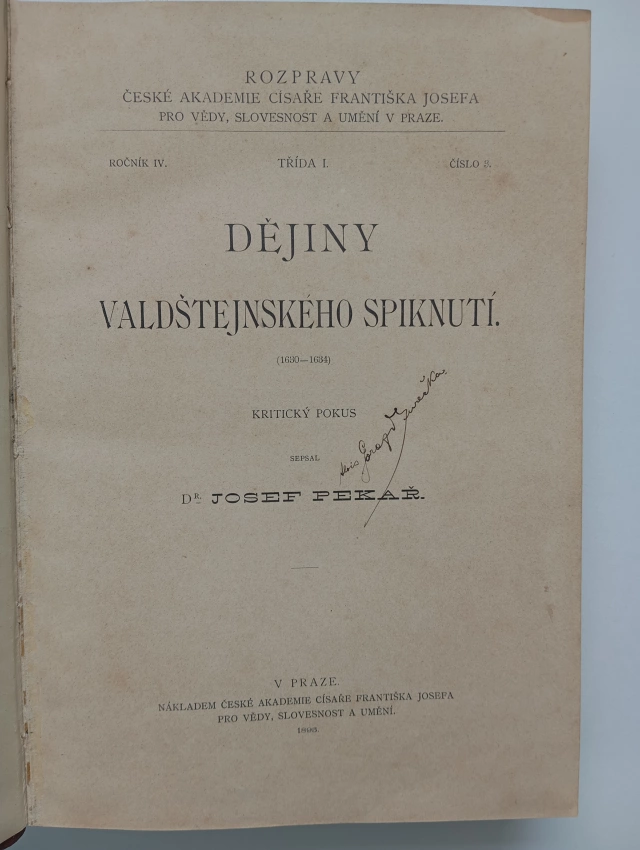 ROZPRAVY
ČESKÉ AKADEMIE CÍSAŘE FRANTIŠKA JOSEFA
PRO VĚDY, SLOVESNOST A UMĚNÍ V PRAZE.
ROČNÍK IV. TŘÍDA I. ČÍSLO 3.
DĚJINY
VALDŠTEJNSKÉHO SPIKNUTÍ.
(1630—1634)
KRITICKÝ POKUS
SEPSAL
DR. JOSEF PEKAŘ.
V PRAZE.
NÁKLADEM ČESKÉ AKADEMIE CÍSAŘE FRANTIŠKA JOSEFA
PRO VĚDY, SLOVESNOST A UMĚNÍ.